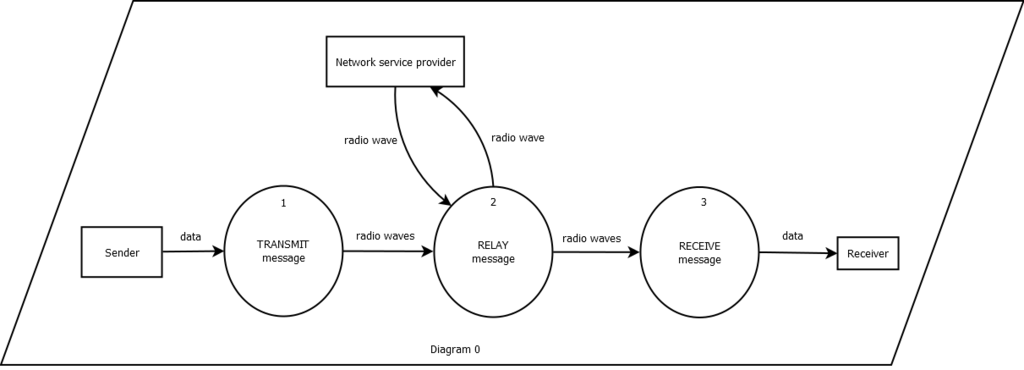 Network service provider
radio wave
radio wave
1
2
3
Sender
data
TRANSMIT
message
radio waves
RELAY
message
radio waves
RECEIVE
message
data
Receiver
Diagram 0